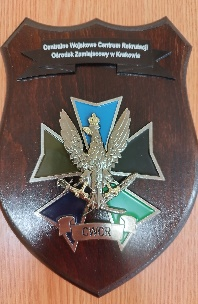 Centralne Wojskowe Centrum Rekrutacji
Ośrodek Zamiejscowy w Krakowie
CWCR